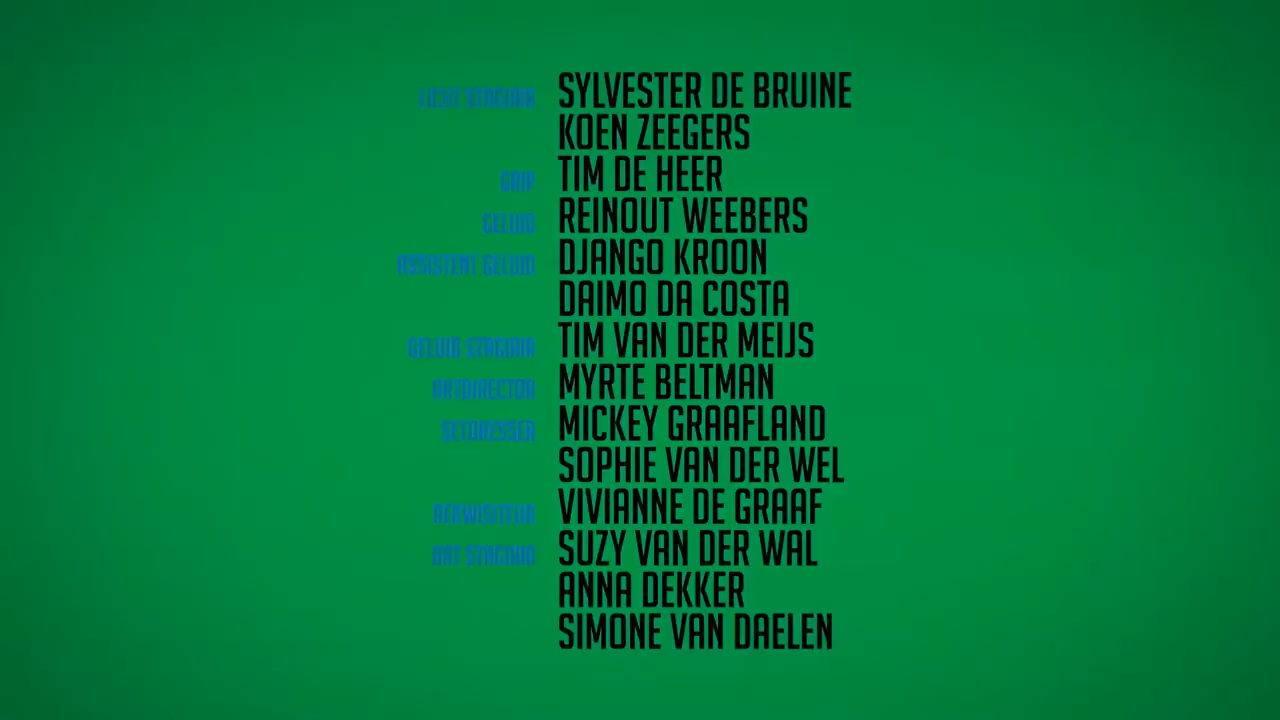 LICHT STAGIAIR SYLVESTER DE BRUINE
KOEN ZEEGERS
GRIP TIM DE HEER
GELUID REINOUT WEEBERS
ASSISTENT GELUID DJANGO KROON
DAIMO DA COSTA
GELUID STAGIAIR TIM VAN DER MEIJS
ARTDIRECTOR MYRTE BELTMAN
SETDRESSER MICKEY GRAAFLAND
SOPHIE VAN DER WEL
REKWISITEUR VIVIANNE DE GRAAF
ART STAGIAIR SUZY VAN DER WAL
ANNA DEKKER
SIMONE VAN DAELEN